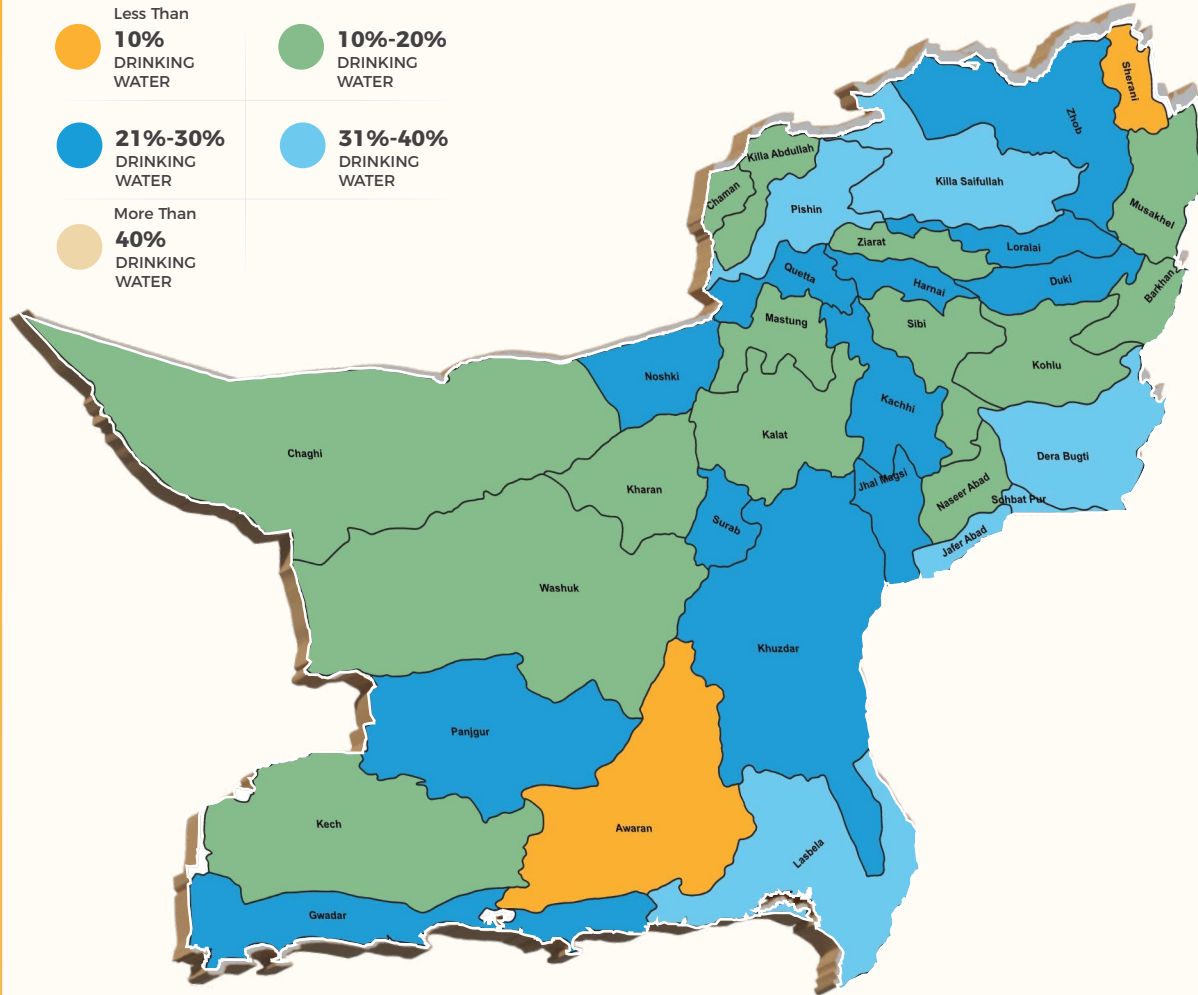 Less Than
10%
DRINKING
WATER
10%-20%
DRINKING
WATER
21%-30%
DRINKING
WATER
31%-40%
DRINKING
WATER
More Than
40%
DRINKING
WATER
Sherani
Zhob
Killa Abdullah
Killa Saifullah
Chaman
Pishin
Musakhel
Ziarat
Loralai
Quetta
Harnai
Duki
Barkhan
Mastung
Sibi
Kohlu
Noshki
Kachhi
Kalat
Chaghi
Dera Bugti
Kharan
Jhal Magsi
Naseer Abad
Sohbat Pur
Surab
Jafer Abad
Washuk
Khuzdar
Panjgur
Kech
Awaran
Lasbela
Gwadar